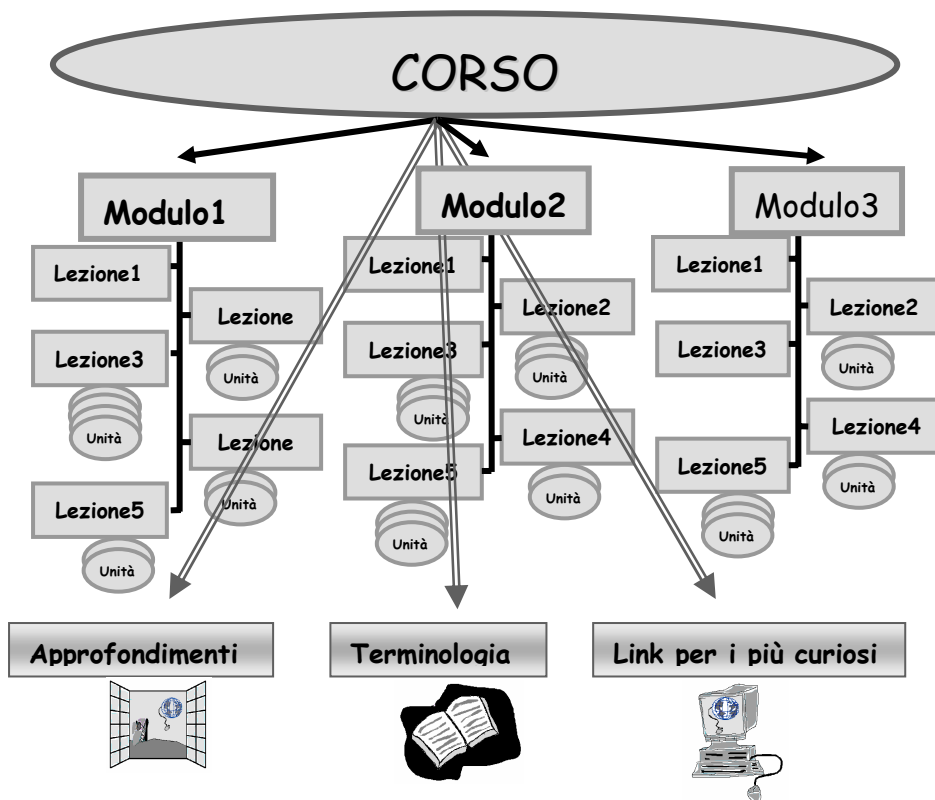 CORSO
Modulo1
Modulo2
Modulo3
Lezione1
Lezione
Unità
Lezione3
Unità
Lezione
Unità
Lezione5
Unità
Lezione1
Lezione2
Unità
Lezione3
Unità
Lezione4
Unità
Lezione5
Unità
Lezione1
Lezione2
Unità
Lezione3
Lezione4
Unità
Lezione5
Unità
Approfondimenti
Terminologia
Link per i più curiosi